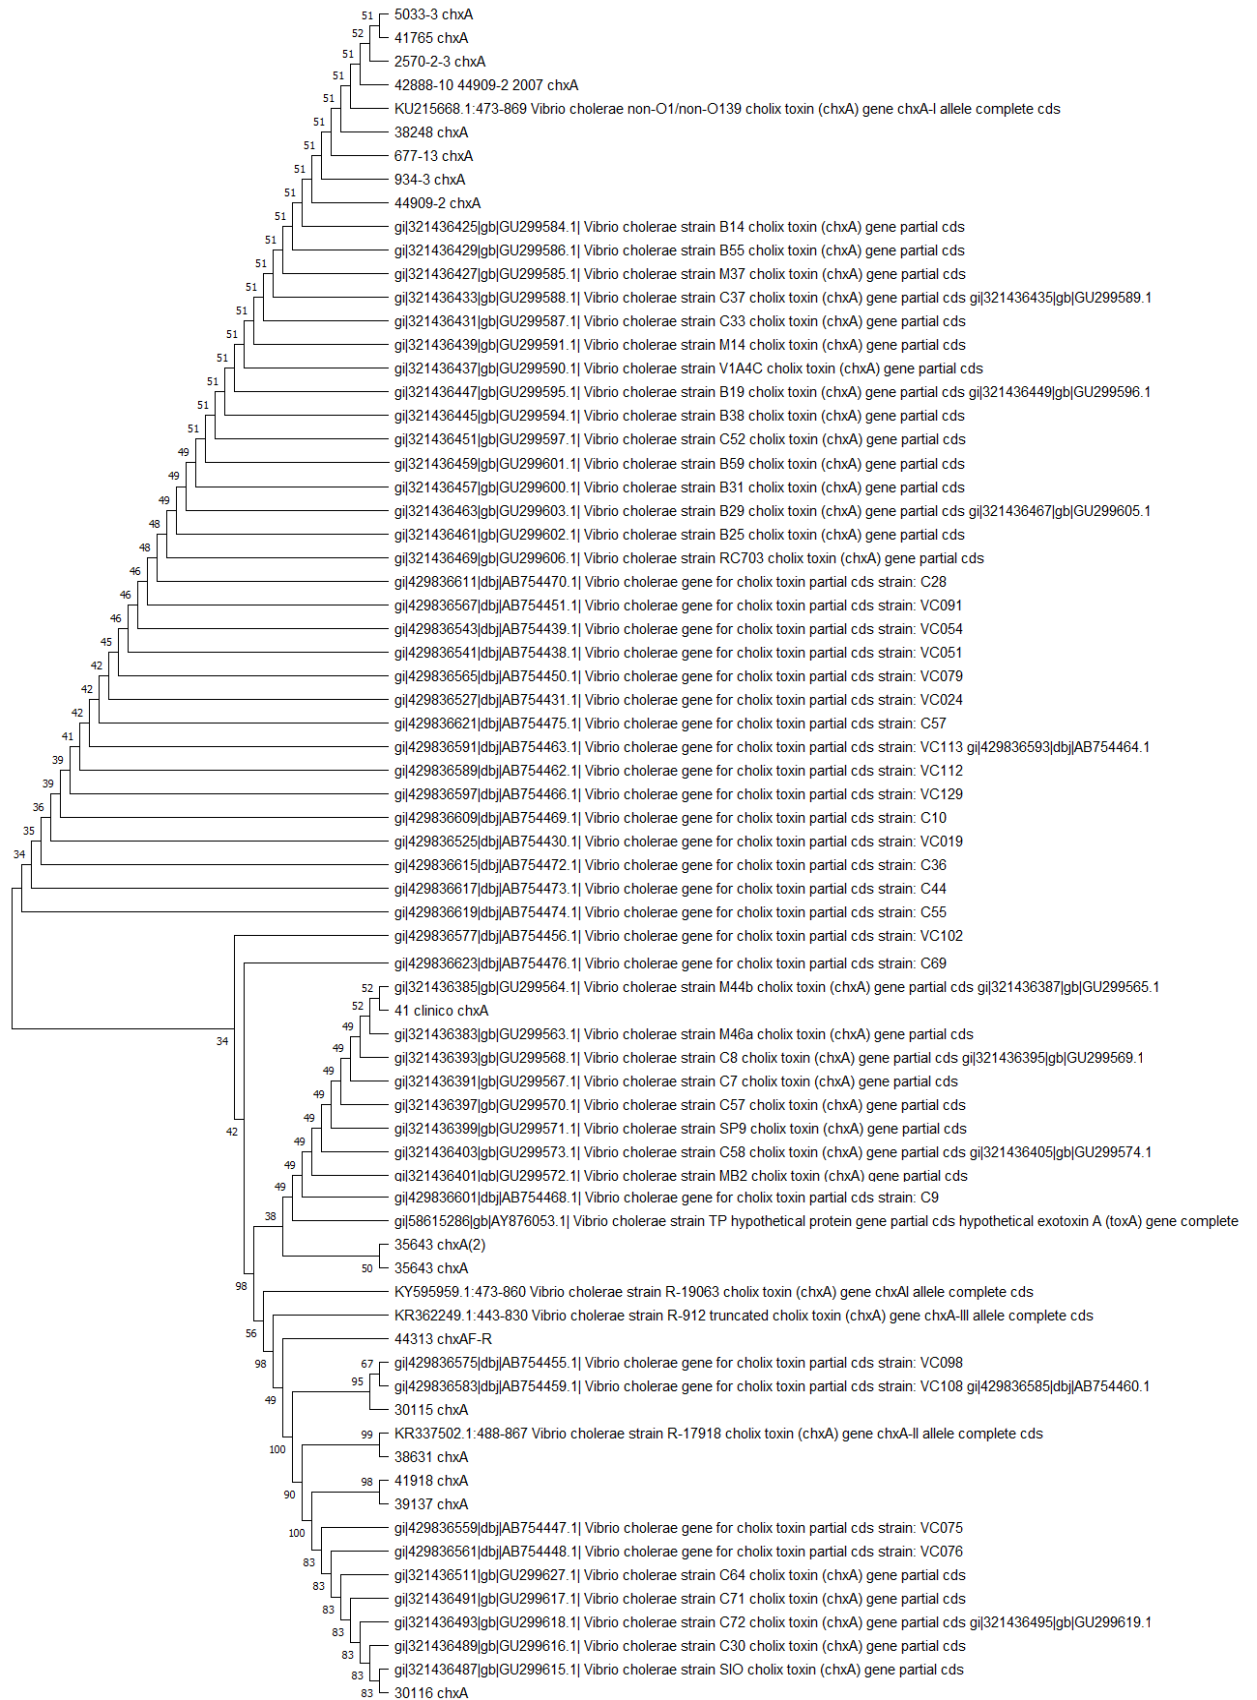 51 5033-3 chxA
52 41765 chxA
51 2570-2-3 chxA
51 42888-10 44909-2 2007 chxA
51 KU215668.1:473-869 Vibrio cholerae non-O1/non-O139 cholix toxin (chxA) gene chxA-I allele complete cds
51 38248 chxA
51 677-13 chxA
51 934-3 chxA
51 44909-2 chxA
51 gi|321436425|gb|GU299584.1| Vibrio cholerae strain B14 cholix toxin (chxA) gene partial cds
51 gi|321436429|gb|GU299586.1| Vibrio cholerae strain B55 cholix toxin (chxA) gene partial cds
51 gi|321436427|gb|GU299585.1| Vibrio cholerae strain M37 cholix toxin (chxA) gene partial cds
51 gi|321436433|gb|GU299588.1| Vibrio cholerae strain C37 cholix toxin (chxA) gene partial cds gi|321436435|gb|GU299589.1
51 gi|321436431|gb|GU299587.1| Vibrio cholerae strain C33 cholix toxin (chxA) gene partial cds
51 gi|321436439|gb|GU299591.1| Vibrio cholerae strain M14 cholix toxin (chxA) gene partial cds
51 gi|321436437|gb|GU299590.1| Vibrio cholerae strain V1A4C cholix toxin (chxA) gene partial cds
51 gi|321436447|gb|GU299595.1| Vibrio cholerae strain B19 cholix toxin (chxA) gene partial cds gi|321436449|gb|GU299596.1
51 gi|321436445|gb|GU299594.1| Vibrio cholerae strain B38 cholix toxin (chxA) gene partial cds
51 gi|321436451|gb|GU299597.1| Vibrio cholerae strain C52 cholix toxin (chxA) gene partial cds
49 gi|321436459|gb|GU299601.1| Vibrio cholerae strain B59 cholix toxin (chxA) gene partial cds
49 gi|321436457|gb|GU299600.1| Vibrio cholerae strain B31 cholix toxin (chxA) gene partial cds
49 gi|321436463|gb|GU299603.1| Vibrio cholerae strain B29 cholix toxin (chxA) gene partial cds gi|321436467|gb|GU299605.1
48 gi|321436461|gb|GU299602.1| Vibrio cholerae strain B25 cholix toxin (chxA) gene partial cds
48 gi|321436469|gb|GU299606.1| Vibrio cholerae strain RC703 cholix toxin (chxA) gene partial cds
46 gi|429836611|dbj|AB754470.1| Vibrio cholerae gene for cholix toxin partial cds strain: C28
46 gi|429836567|dbj|AB754451.1| Vibrio cholerae gene for cholix toxin partial cds strain: VC091
46 gi|429836543|dbj|AB754439.1| Vibrio cholerae gene for cholix toxin partial cds strain: VC054
45 gi|429836541|dbj|AB754438.1| Vibrio cholerae gene for cholix toxin partial cds strain: VC051
42 gi|429836565|dbj|AB754450.1| Vibrio cholerae gene for cholix toxin partial cds strain: VC079
42 gi|429836527|dbj|AB754431.1| Vibrio cholerae gene for cholix toxin partial cds strain: VC024
42 gi|429836621|dbj|AB754475.1| Vibrio cholerae gene for cholix toxin partial cds strain: C57
41 gi|429836591|dbj|AB754463.1| Vibrio cholerae gene for cholix toxin partial cds strain: VC113 gi|429836593|dbj|AB754464.1
39 gi|429836589|dbj|AB754462.1| Vibrio cholerae gene for cholix toxin partial cds strain: VC112
39 gi|429836597|dbj|AB754466.1| Vibrio cholerae gene for cholix toxin partial cds strain: VC129
36 gi|429836609|dbj|AB754469.1| Vibrio cholerae gene for cholix toxin partial cds strain: C10
35 gi|429836525|dbj|AB754430.1| Vibrio cholerae gene for cholix toxin partial cds strain: VC019
34 gi|429836615|dbj|AB754472.1| Vibrio cholerae gene for cholix toxin partial cds strain: C36
gi|429836617|dbj|AB754473.1| Vibrio cholerae gene for cholix toxin partial cds strain: C44
gi|429836619|dbj|AB754474.1| Vibrio cholerae gene for cholix toxin partial cds strain: C55
gi|429836577|dbj|AB754456.1| Vibrio cholerae gene for cholix toxin partial cds strain: VC102
gi|429836623|dbj|AB754476.1| Vibrio cholerae gene for cholix toxin partial cds strain: C69
52 gi|321436385|gb|GU299564.1| Vibrio cholerae strain M44b cholix toxin (chxA) gene partial cds gi|321436387|gb|GU299565.1
52 41 clinico chxA
49 gi|321436383|gb|GU299563.1| Vibrio cholerae strain M46a cholix toxin (chxA) gene partial cds
34 49 gi|321436393|gb|GU299568.1| Vibrio cholerae strain C8 cholix toxin (chxA) gene partial cds gi|321436395|gb|GU299569.1
49 gi|321436391|gb|GU299567.1| Vibrio cholerae strain C7 cholix toxin (chxA) gene partial cds
49 gi|321436397|gb|GU299570.1| Vibrio cholerae strain C57 cholix toxin (chxA) gene partial cds
42 49 gi|321436399|gb|GU299571.1| Vibrio cholerae strain SP9 cholix toxin (chxA) gene partial cds
49 gi|321436403|gb|GU299573.1| Vibrio cholerae strain C58 cholix toxin (chxA) gene partial cds gi|321436405|gb|GU299574.1
49 gi|321436401|gb|GU299572.1| Vibrio cholerae strain MB2 cholix toxin (chxA) gene partial cds
gi|429836601|dbj|AB754468.1| Vibrio cholerae gene for cholix toxin partial cds strain: C9
38 gi|58615286|gb|AY876053.1| Vibrio cholerae strain TP hypothetical protein gene partial cds hypothetical exotoxin A (toxA) gene complete
35643 chxA(2)
50 35643 chxA
98 KY595959.1:473-860 Vibrio cholerae strain R-19063 cholix toxin (chxA) gene chxAI allele complete cds
KR362249.1:443-830 Vibrio cholerae strain R-912 truncated cholix toxin (chxA) gene chxA-III allele complete cds
56 44313 chxAF-R
98 67 gi|429836575|dbj|AB754455.1| Vibrio cholerae gene for cholix toxin partial cds strain: VC098
95 gi|429836583|dbj|AB754459.1| Vibrio cholerae gene for cholix toxin partial cds strain: VC108 gi|429836585|dbj|AB754460.1
49 30115 chxA
99 KR337502.1:488-867 Vibrio cholerae strain R-17918 cholix toxin (chxA) gene chxA-II allele complete cds
100 38631 chxA
98 41918 chxA
90 39137 chxA
100 gi|429836559|dbj|AB754447.1| Vibrio cholerae gene for cholix toxin partial cds strain: VC075
83 gi|429836561|dbj|AB754448.1| Vibrio cholerae gene for cholix toxin partial cds strain: VC076
83 gi|321436511|gb|GU299627.1| Vibrio cholerae strain C64 cholix toxin (chxA) gene partial cds
83 gi|321436491|gb|GU299617.1| Vibrio cholerae strain C71 cholix toxin (chxA) gene partial cds
83 gi|321436493|gb|GU299618.1| Vibrio cholerae strain C72 cholix toxin (chxA) gene partial cds gi|321436495|gb|GU299619.1
83 gi|321436489|gb|GU299616.1| Vibrio cholerae strain C30 cholix toxin (chxA) gene partial cds
83 gi|321436487|gb|GU299615.1| Vibrio cholerae strain SIO cholix toxin (chxA) gene partial cds
83 30116 chxA